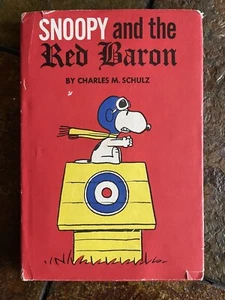 SNOOPY and the
Red Baron
BY CHARLES M. SCHULZ